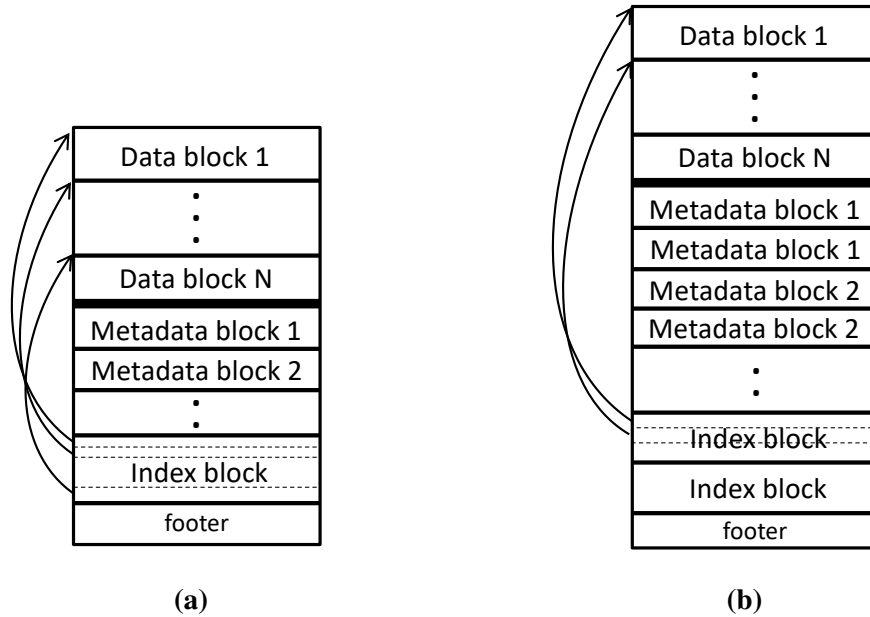 Data block 1
Data block N
Metadata block 1
Metadata block 2
Index block
footer
(a)
Data block 1
Data block N
Metadata block 1
Metadata block 1
Metadata block 2
Metadata block 2
Index block
Index block
footer
(b)